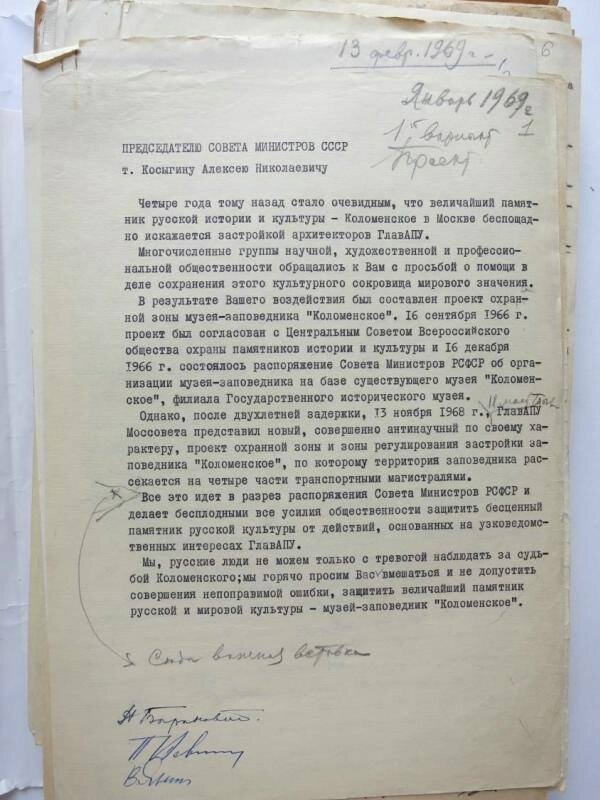 13 февр. 1969 г.
6
Январь 1969 г
1й вариант 1
Проект
ПРЕДСЕДАТЕЛЮ СОВЕТА МИНИСТРОВ СССР
т. Косыгину Алексею Николаевичу
Четыре года тому назад стало очевидным, что величайший памят-
ник русской истории и культуры - Коломенское в Москве беспощад-
но искажается застройкой архитекторов ГлавАПУ.
Многочисленные группы научной, художественной и профессио-
нальной общественности обращались к Вам с просьбой о помощи в
деле сохранения этого культурного сокровища мирового значения.
В результате Вашего воздействия был составлен проект охран-
ной зоны музея-заповедника "Коломенское". 16 сентября 1966 г.
проект был согласован с Центральным Советом Всероссийского
общества охраны памятников истории и культуры и 16 декабря
1966 г. состоялось распоряжение Совета Министров РСФСР об орга-
низации музея-заповедника на базе существующего музея "Коломен-
ское", филиала Государственного исторического музея.
Однако, после двухлетней задержки, 13 ноября 1968 г., ГлавАПУ
Моссовета представил новый, совершенно антинаучный по своему ха-
рактеру, проект охранной зоны и зоны регулирования застройки за-
поведника "Коломенское", по которому территория заповедника рас-
секается на четыре части транспортными магистралями.
Все это идет в разрез распоряжения Совета Министров РСФСР и
делает бесплодными все усилия общественности защитить бесценный
памятник русской культуры от действий, основанных на узковедомс-
твенных интересах ГлавАПУ.
Мы, русские люди не можем только с тревогой наблюдать за судь-
бой Коломенского;мы горячо просим Вас вмешаться и не допустить
совершения непоправимой ошибки, защитить величайший памятник
русской и мировой культуры - музей-заповедник "Коломенское".
Сюда важная вставка